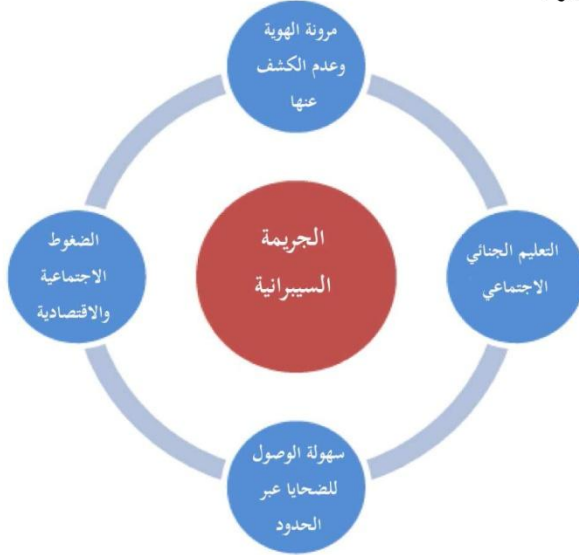 مرونة الهوية
وعدم الكشف
عنها
الجريمة
السيبرانية
التعليم الجنائي
الاجتماعي
الضغوط
الاجتماعية
والاقتصادية
سهولة الوصول
للضحايا عبر
الحدود